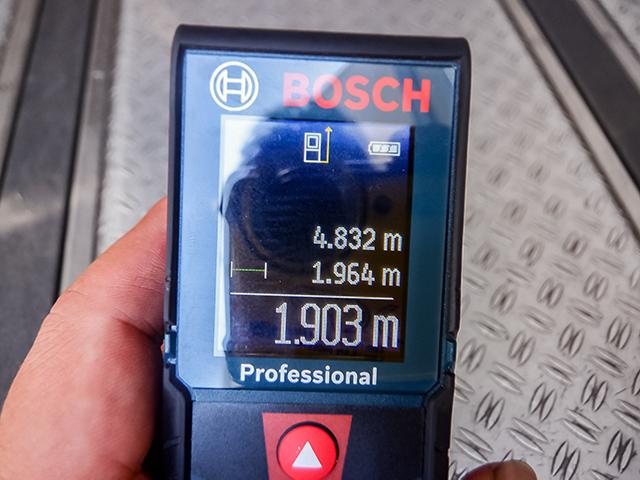 BOSCH
4.832 m
1.964 m
1.903 m
Professional